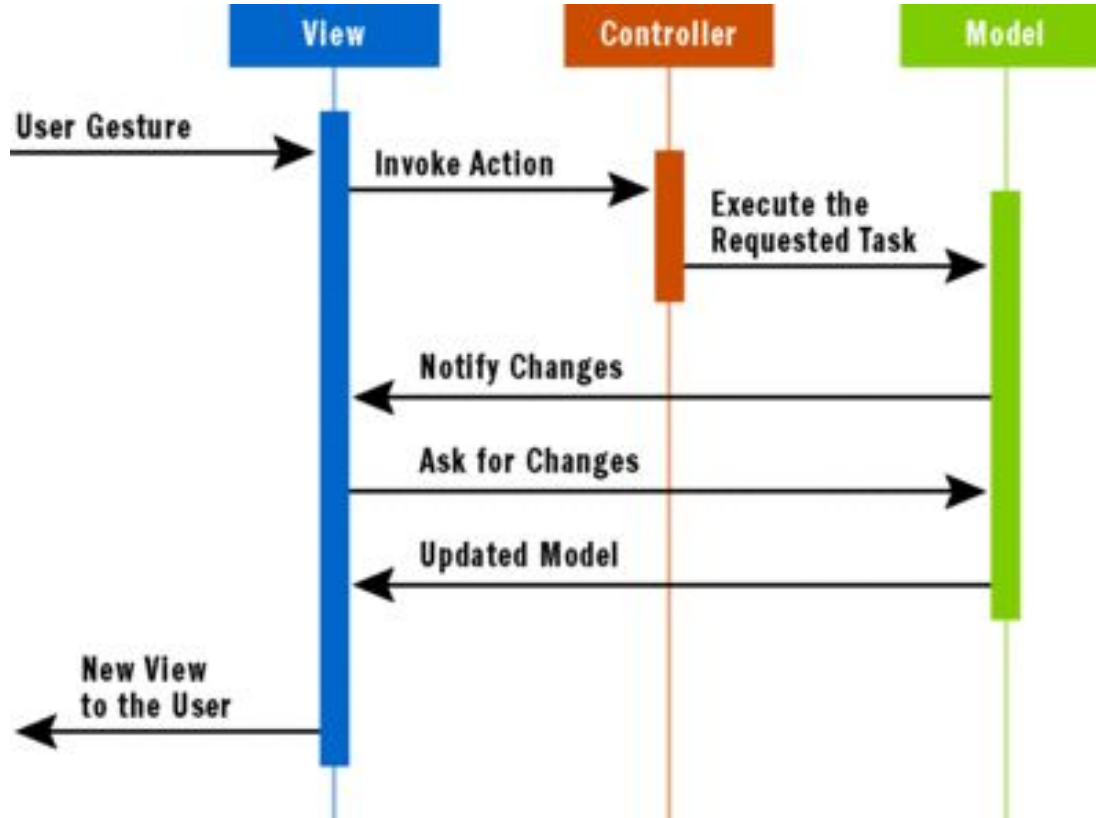 View
Controller
Model
User Gesture
Invoke Action
Execute the
Requested Task
Notify Changes
Ask for Changes
Updated Model
New View
to the User